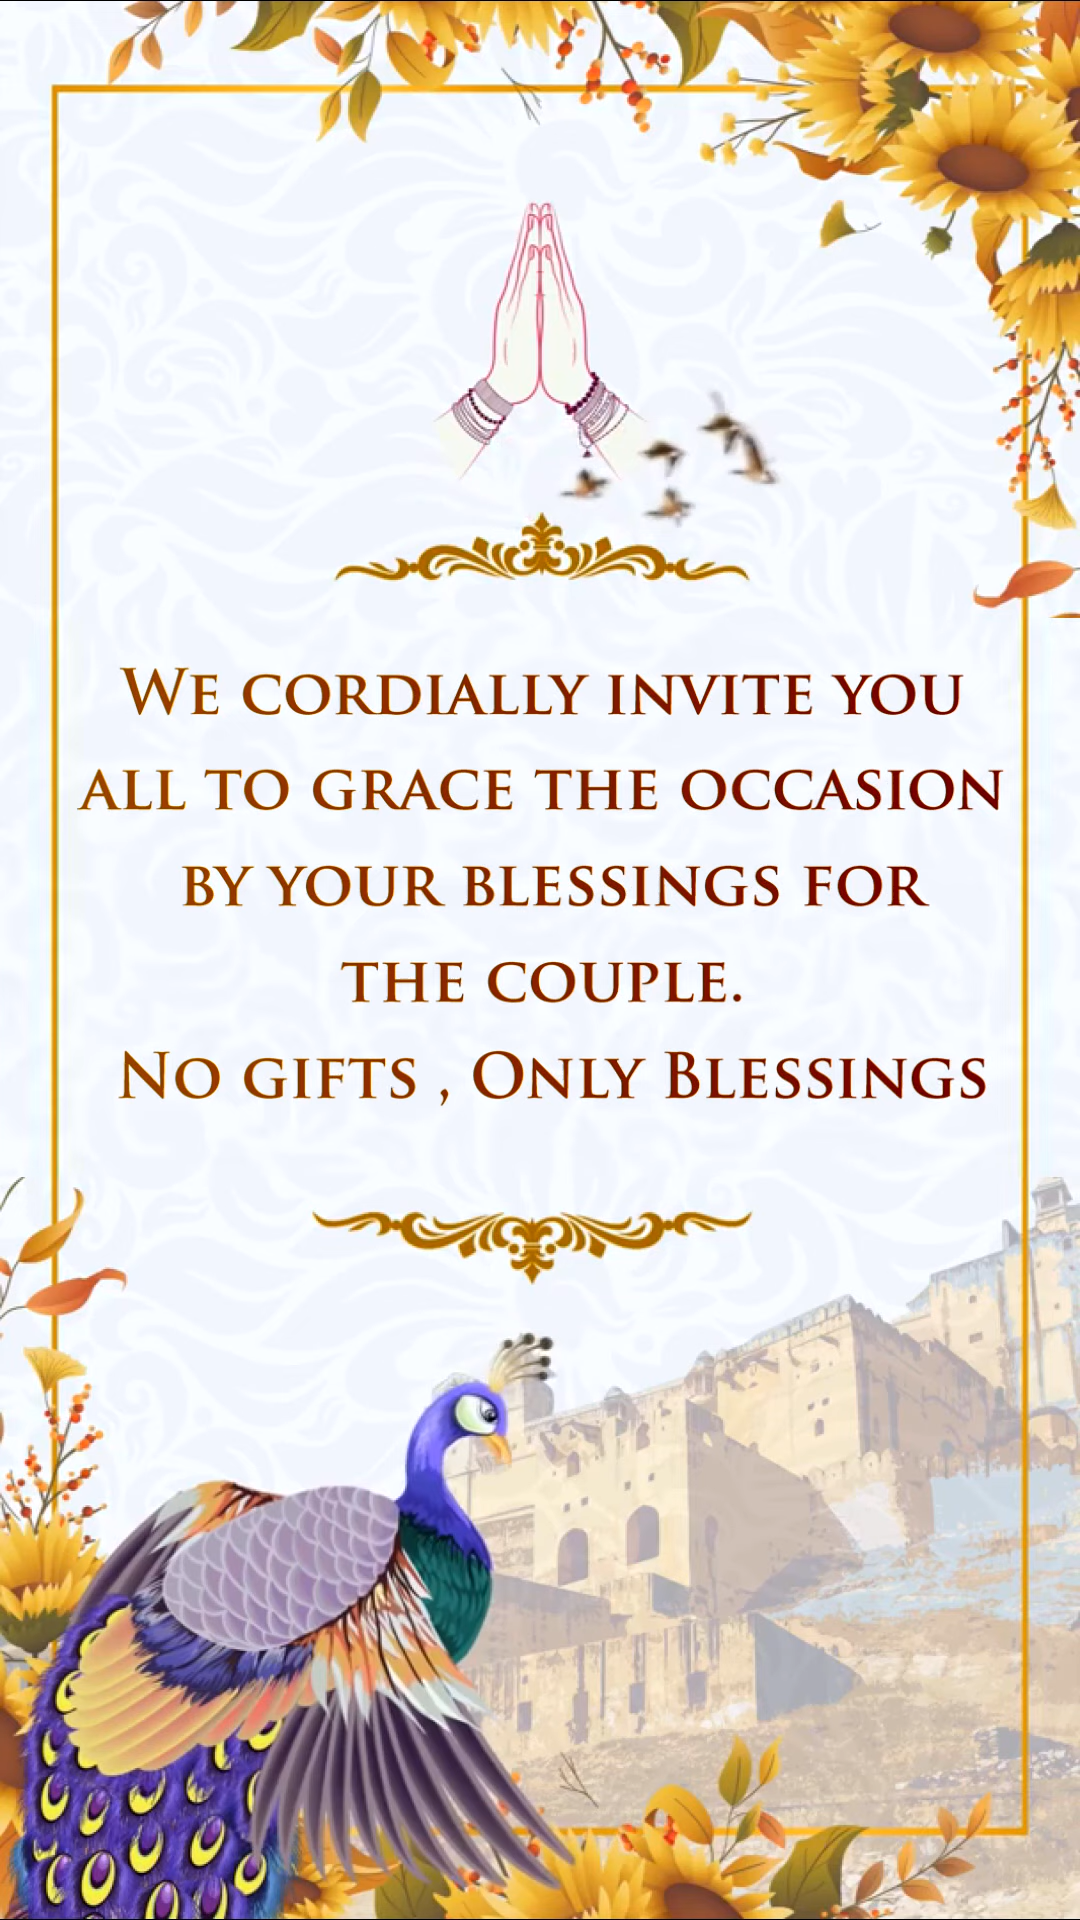 We cordially invite you
all to grace the occasion
by your blessings for
the couple.
No gifts , Only Blessings